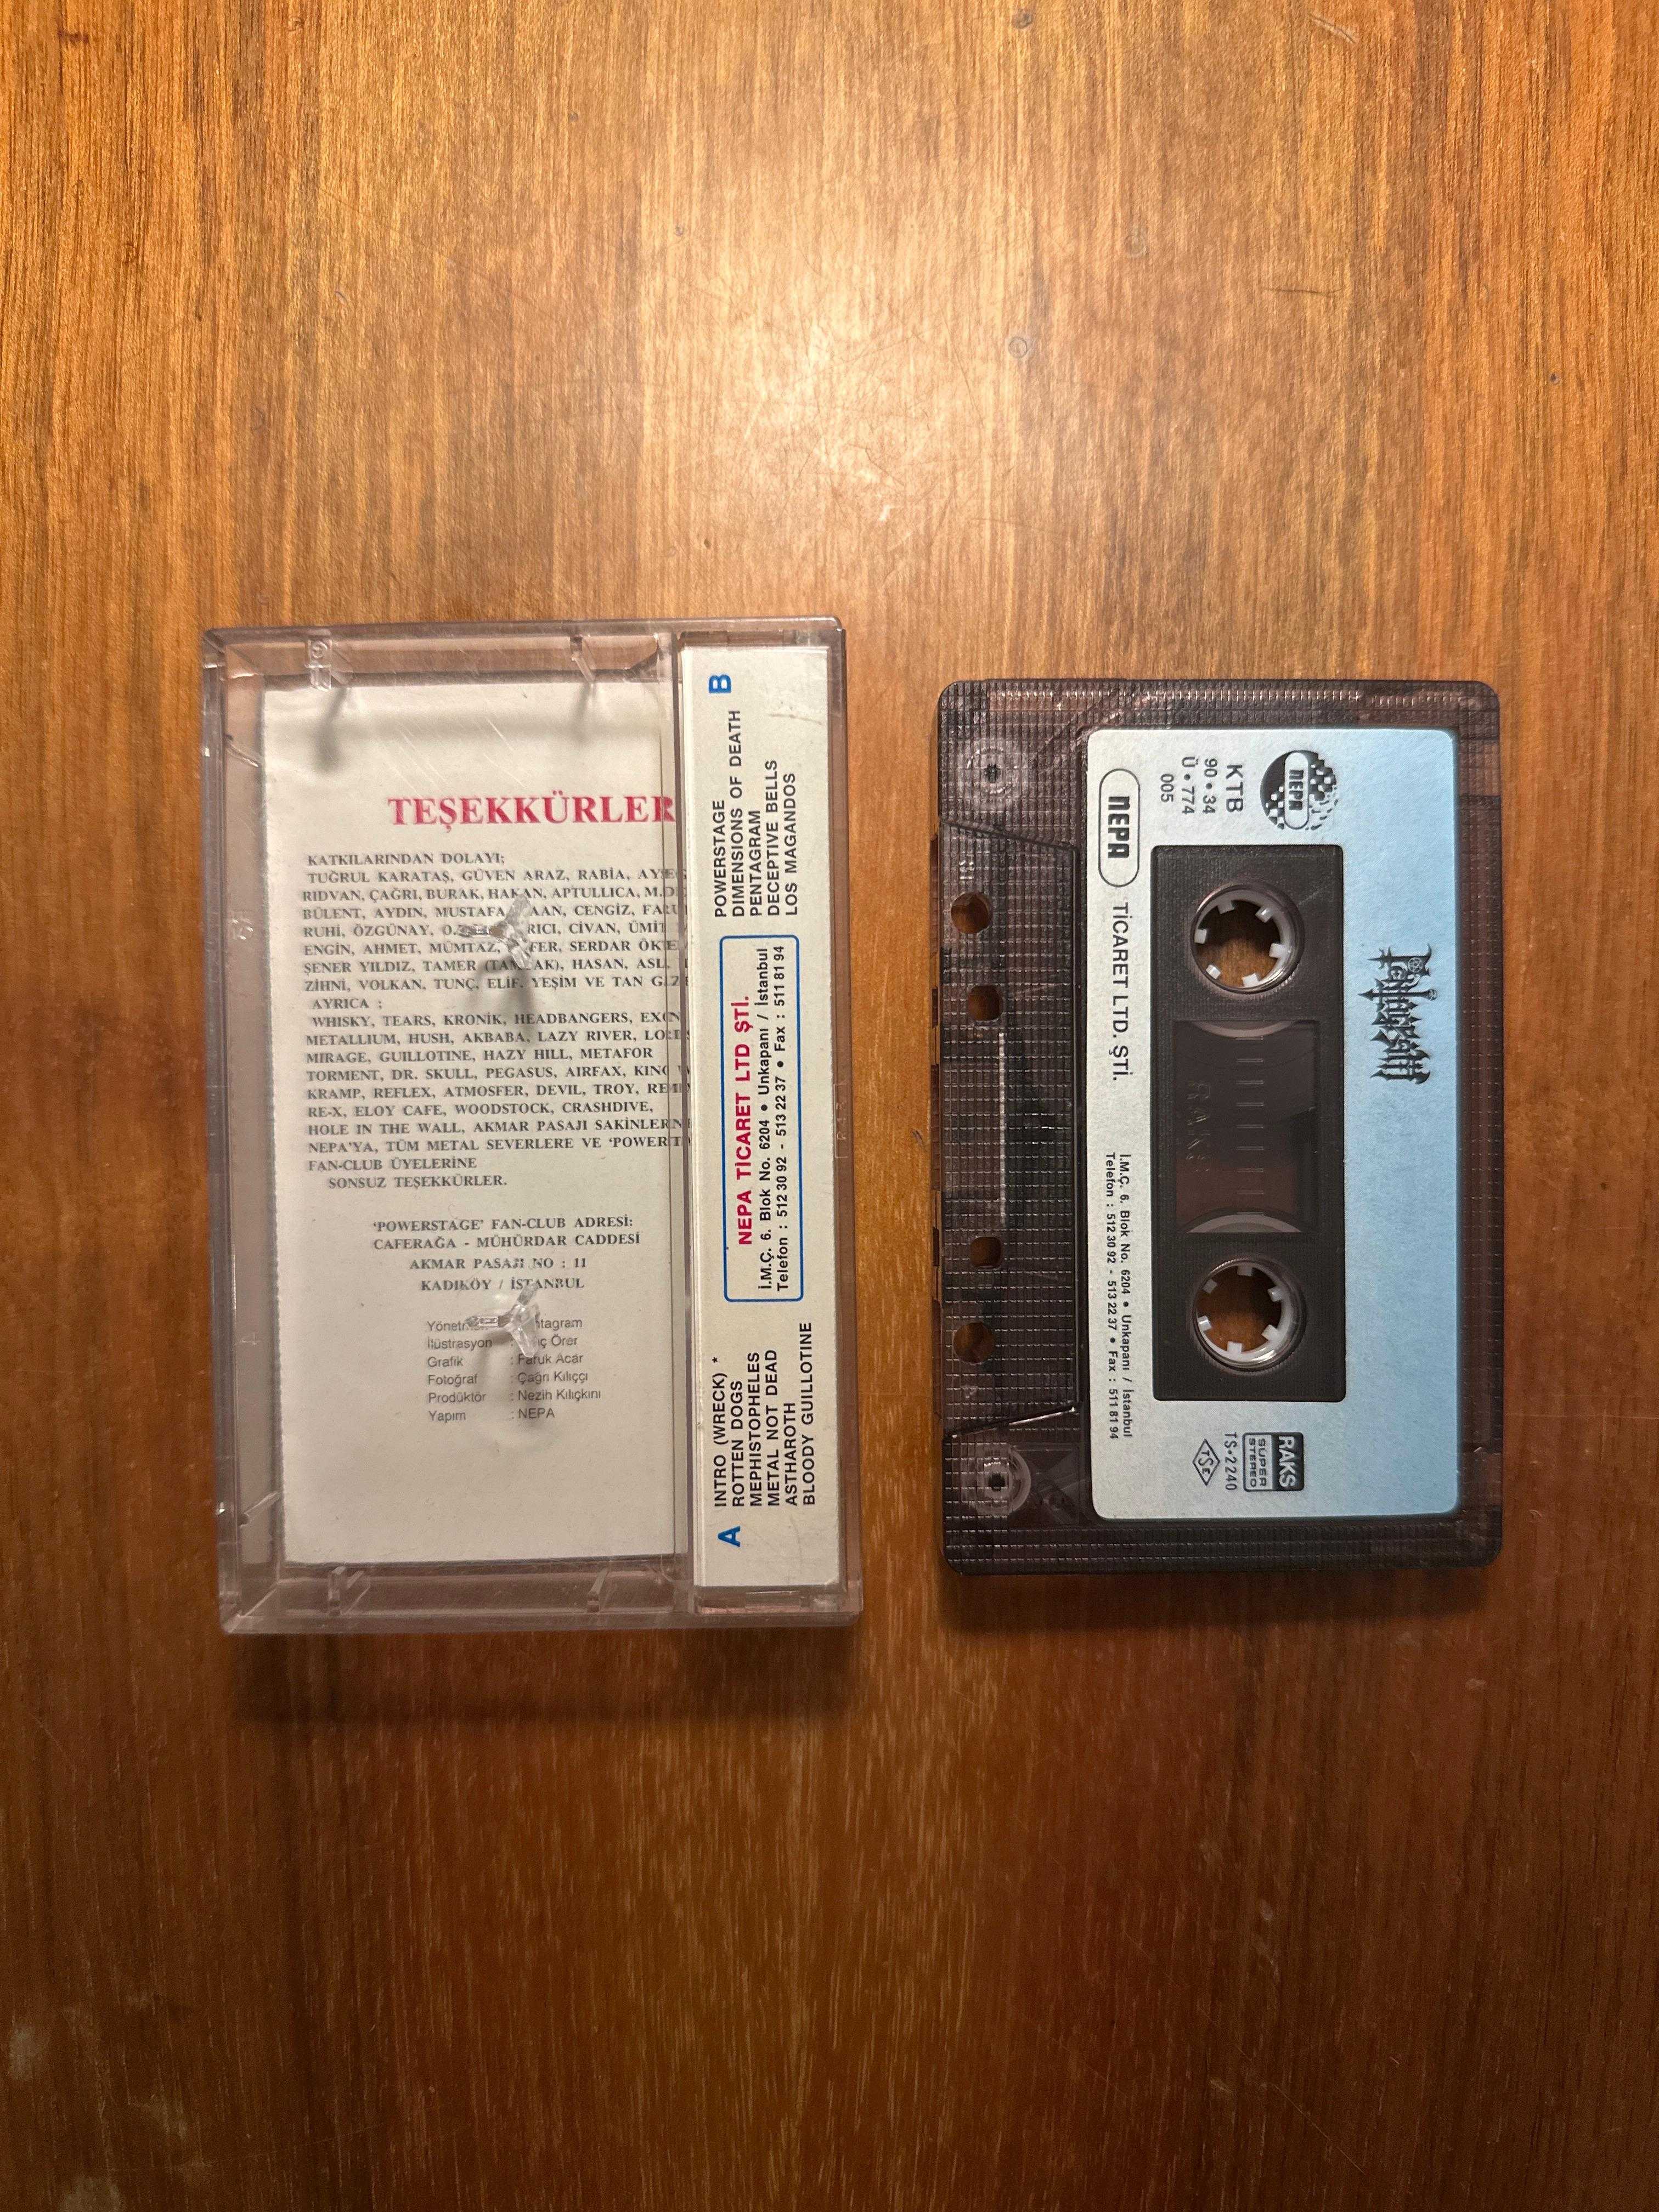 TEŞEKKÜRLER
KATKILARINDAN DOLAYI;
TUĞRUL KARATAŞ, GÜVEN ARAZ, RABİA,
RIDVAN, ÇAĞRI, BURAK, HAKAN, APTULLICA,
BÜLENT, AYDIN, MUSTAFA, CENGİZ,
RUHİ, ÖZGÜNAY, CİVAN, ÜMİT
ENGİN, AHMET, MÜMTAZ, SERDAR
ŞENER YILDIZ, TAMER HASAN,
ZİHNİ, VOLKAN, TUNÇ, ELİF, YEŞİM VE TAN
AYRICA :
WHISKY, TEARS, KRONİK, HEADBANGERS,
METALLIUM, HUSH, AKBABA, LAZY RIVER,
MIRAGE, GUILLOTINE, HAZY HILL, METAFOR
TORMENT, DR. SKULL, PEGASUS, AIRFAX, KING
KRAMP, REFLEX, ATMOSFER, DEVIL, TROY,
RE-X, ELOY CAFE, WOODSTOCK, CRASHDIVE,
HOLE IN THE WALL, AKMAR PASAJI
NEPA'YA, TÜM METAL SEVERLERE VE
FAN-CLUB ÜYELERİNE
SONSUZ TEŞEKKÜRLER.
'POWERSTAGE' FAN-CLUB ADRESİ:
CAFERAĞA - MÜHÜRDAR CADDESİ
AKMAR PASAJI NO : 11
KADIKÖY / İSTANBUL
İlüstrasyon Örer
Grafik : Faruk Acar
Fotoğraf : Çağrı Kılıççı
Prodüktör : Nezih Kılıçkını
Yapım : NEPA
A
INTRO (WRECK) *
ROTTEN DOGS
MEPHISTOPHELES
METAL NOT DEAD
ASTHAROTH
BLOODY GUILLOTINE
NEPA TİCARET LTD ŞTİ.
İ.M.Ç. 6. Blok No. 6204 • Unkapanı / İstanbul
Telefon : 512 30 92 - 513 22 37 • Fax : 511 81 94
B
POWERSTAGE
DIMENSIONS OF DEATH
PENTAGRAM
DECEPTIVE BELLS
LOS MAGANDOS
Pentagram
NEPA
KTB
90 • 34
Ü • 774
005
RAKS
SUPER
STEREO
TS•2240
TSE
NEPA TİCARET LTD. ŞTİ.
İ.M.Ç. 6. Blok No. 6204 • Unkapanı / İstanbul
Telefon : 512 30 92 - 513 22 37 • Fax : 511 81 94